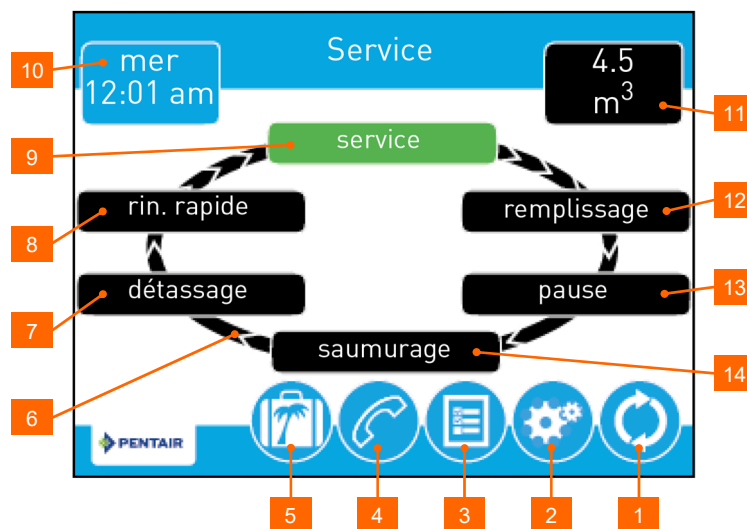 Service
mer
12:01 am
4.5
m³
service
rin. rapide
remplissage
détassage
pause
saumurage
PENTAIR
10
11
9
8
12
7
13
6
14
5
4
3
2
1